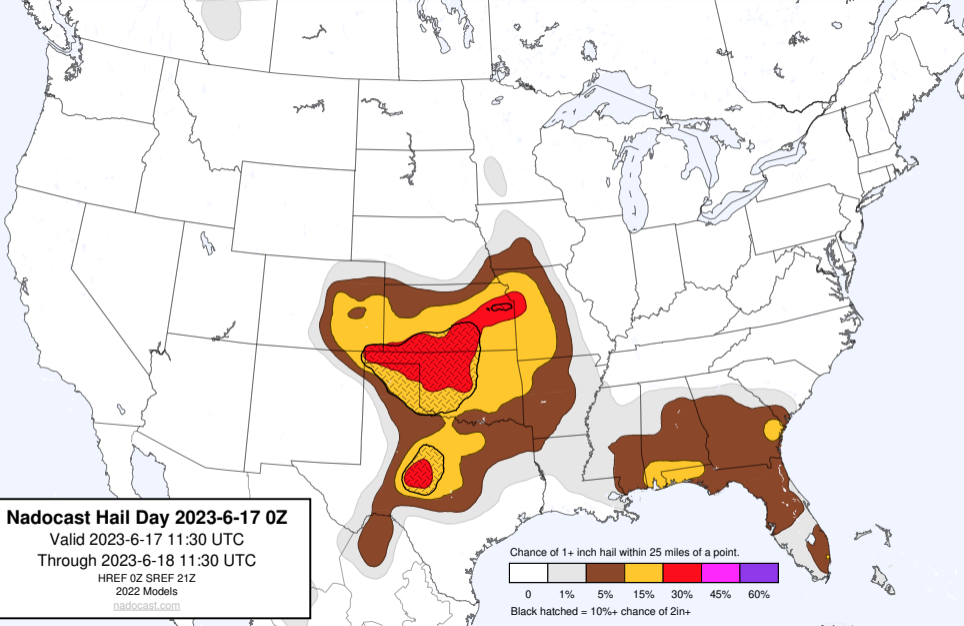 Nadocast Hail Day 2023-6-17 0Z
Valid 2023-6-17 11:30 UTC
Through 2023-6-18 11:30 UTC
HREF 0Z SREF 21Z
2022 Models
nadocast.com
Chance of 1+ inch hail within 25 miles of a point.
0 1% 5% 15% 30% 45% 60%
Black hatched = 10%+ chance of 2in+